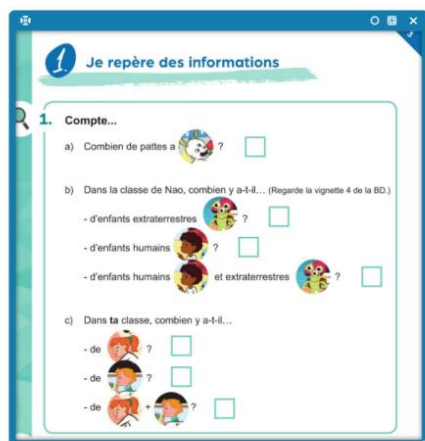 3
1. Je repère des informations
1. Compte...
a) Combien de pattes a ?
b) Dans la classe de Nao, combien y a-t-il... (Regarde la vignette 4 de la BD.)
- d'enfants extraterrestres ?
- d'enfants humains ?
- d'enfants humains et extraterrestres ?
c) Dans ta classe, combien y a-t-il...
- de ?
- de ?
- de + ?